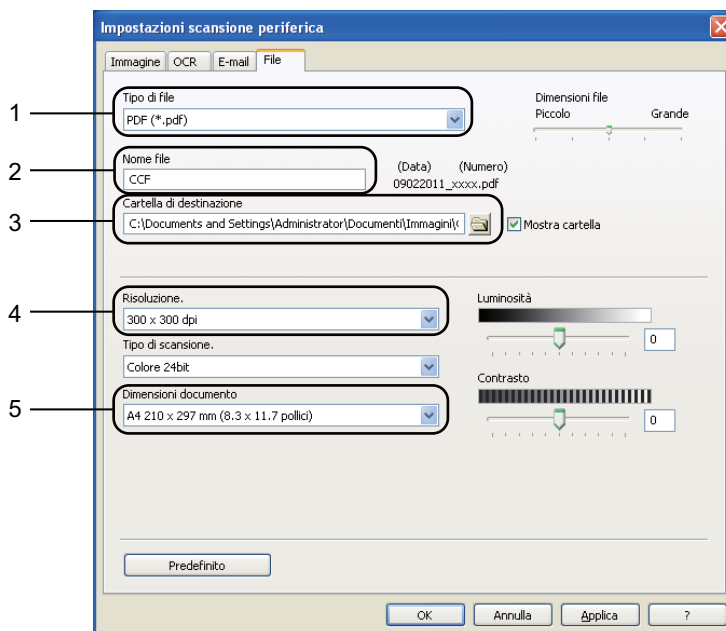 Impostazioni scansione periferica
Immagine OCR E-mail File
1
Tipo di file
PDF (*.pdf)
Dimensioni file
Piccolo Grande
2
Nome file
CCF
(Data) (Numero)
09022011_xxxx.pdf
3
Cartella di destinazione
C:\Documents and Settings\Administrator\Documenti\Immagini\
Mostra cartella
4
Risoluzione.
300 x 300 dpi
Luminosità
0
Tipo di scansione.
Colore 24bit
Contrasto
0
5
Dimensioni documento
A4 210 x 297 mm (8.3 x 11.7 pollici)
Predefinito
OK Annulla Applica ?